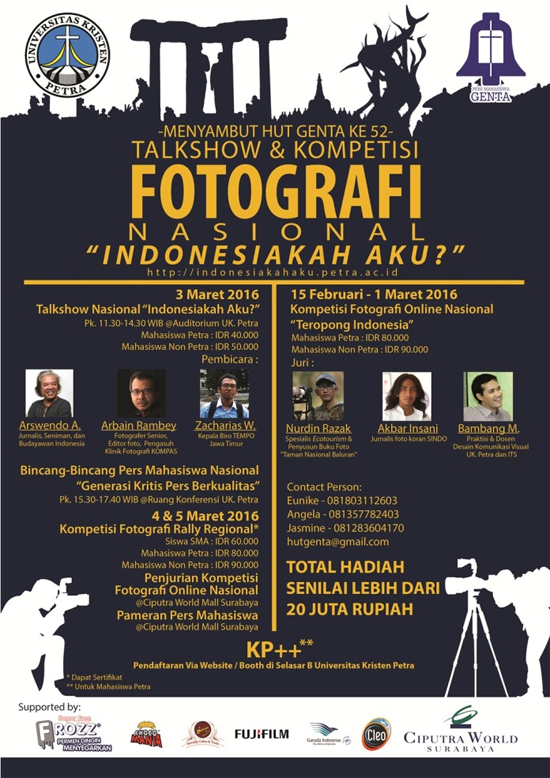 UNIVERSITAS KRISTEN
PETRA
PERS MAHASISWA
GENTA
-MENYAMBUT HUT GENTA KE 52-
TALKSHOW & KOMPETISI
FOTOGRAFI
NASIONAL
“INDONESIAKAH AKU?”
http://indonesiakahaku.petra.ac.id
3 Maret 2016
Talkshow Nasional “Indonesiakah Aku?”
Pk. 11.30-14.30 WIB @Auditorium UK. Petra
Mahasiswa Petra : IDR 40.000
Mahasiswa Non Petra : IDR 50.000
Pembicara :
Arswendo A.
Jurnalis, Seniman, dan
Budayawan Indonesia
Arbain Rambey
Fotografer Senior,
Editor foto, Pengasuh
Klinik Fotografi KOMPAS
Zacharias W.
Kepala Biro TEMPO
Jawa Timur
Bincang-Bincang Pers Mahasiswa Nasional
“Generasi Kritis Pers Berkualitas”
Pk. 15.30-17.40 WIB @Ruang Konferensi UK. Petra
4 & 5 Maret 2016
Kompetisi Fotografi Rally Regional*
Siswa SMA : IDR 60.000
Mahasiswa Petra : IDR 80.000
Mahasiswa Non Petra : IDR 90.000
Penjurian Kompetisi
Fotografi Online Nasional
@Ciputra World Mall Surabaya
Pameran Pers Mahasiswa
@Ciputra World Mall Surabaya
15 Februari - 1 Maret 2016
Kompetisi Fotografi Online Nasional
“Teropong Indonesia”
Mahasiswa Petra : IDR 80.000
Mahasiswa Non Petra : IDR 90.000
Juri :
Nurdin Razak
Spesialis Ecotourism &
Penyusun Buku Foto
“Taman Nasional Baluran”
Akbar Insani
Jurnalis foto koran SINDO
Bambang M.
Praktisi & Dosen
Desain Komunikasi Visual
UK. Petra dan ITS
Contact Person:
Eunike - 081803112603
Angela - 081357782403
Jasmine - 081283604170
hutgenta@gmail.com
TOTAL HADIAH
SENILAI LEBIH DARI
20 JUTA RUPIAH
KP++**
Pendaftaran Via Website / Booth di Selasar B Universitas Kristen Petra
* Dapat Sertifikat
** Untuk Mahasiswa Petra
Supported by:
Sugar Free
FROZZ
PERMEN DINGIN
MENYEGARKAN
CHOCO
MANIA
FUJIFILM
Garuda Indonesia
Cleo
CIPUTRA WORLD
SURABAYA